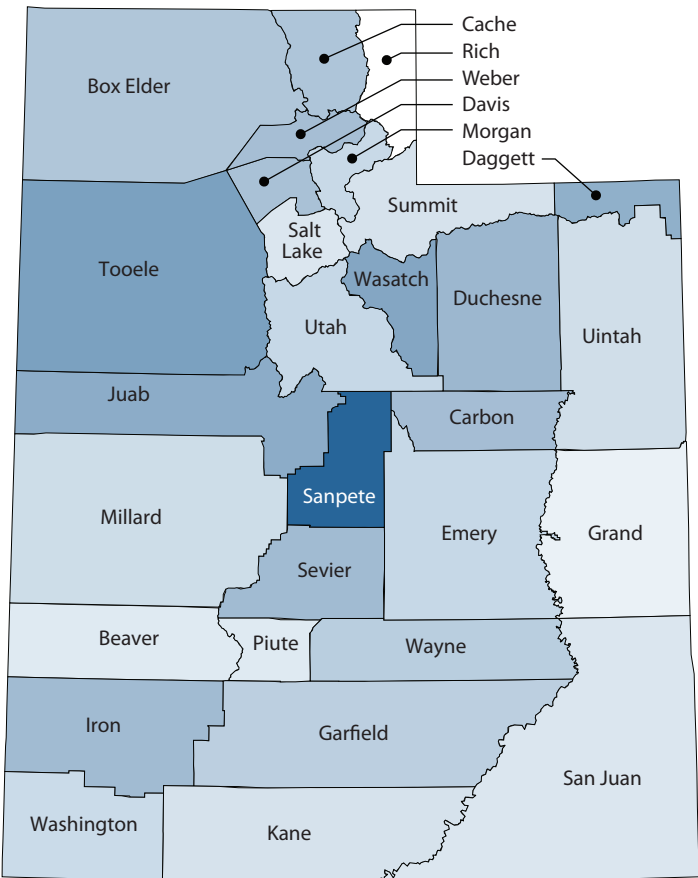 Cache
Rich
Box Elder
Weber
Davis
Morgan
Daggett
Summit
Salt
Lake
Tooele
Wasatch
Duchesne
Utah
Uintah
Juab
Carbon
Sanpete
Millard
Emery
Grand
Sevier
Beaver
Piute
Wayne
Iron
Garfield
San Juan
Washington
Kane